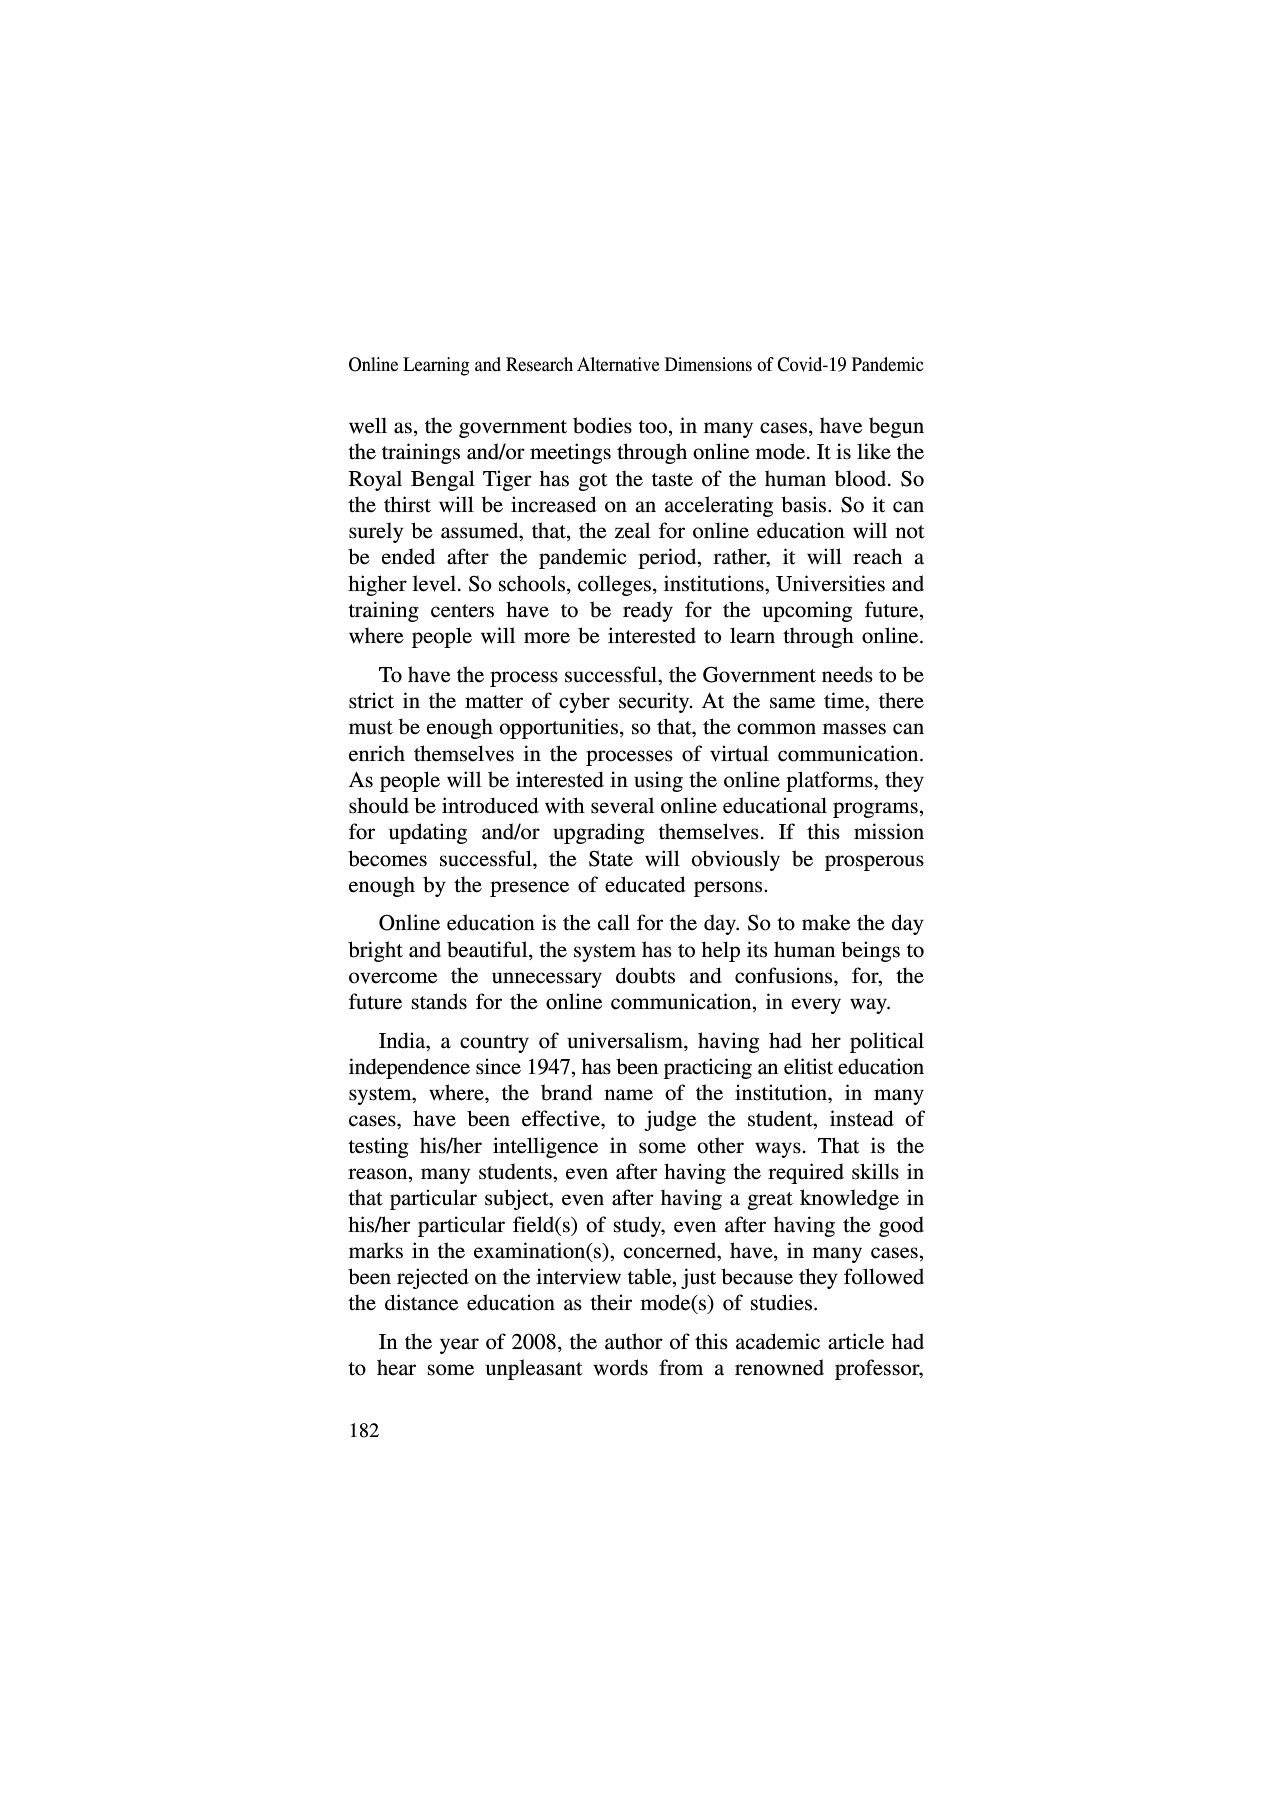 Online Learning and Research Alternative Dimensions of Covid-19 Pandemic
well as, the government bodies too, in many cases, have begun
the trainings and/or meetings through online mode. It is like the
Royal Bengal Tiger has got the taste of the human blood. So
the thirst will be increased on an accelerating basis. So it can
surely be assumed, that, the zeal for online education will not
be ended after the pandemic period, rather, it will reach a
higher level. So schools, colleges, institutions, Universities and
training centers have to be ready for the upcoming future,
where people will more be interested to learn through online.
To have the process successful, the Government needs to be
strict in the matter of cyber security. At the same time, there
must be enough opportunities, so that, the common masses can
enrich themselves in the processes of virtual communication.
As people will be interested in using the online platforms, they
should be introduced with several online educational programs,
for updating and/or upgrading themselves. If this mission
becomes successful, the State will obviously be prosperous
enough by the presence of educated persons.
Online education is the call for the day. So to make the day
bright and beautiful, the system has to help its human beings to
overcome the unnecessary doubts and confusions, for, the
future stands for the online communication, in every way.
India, a country of universalism, having had her political
independence since 1947, has been practicing an elitist education
system, where, the brand name of the institution, in many
cases, have been effective, to judge the student, instead of
testing his/her intelligence in some other ways. That is the
reason, many students, even after having the required skills in
that particular subject, even after having a great knowledge in
his/her particular field(s) of study, even after having the good
marks in the examination(s), concerned, have, in many cases,
been rejected on the interview table, just because they followed
the distance education as their mode(s) of studies.
In the year of 2008, the author of this academic article had
to hear some unpleasant words from a renowned professor,
182